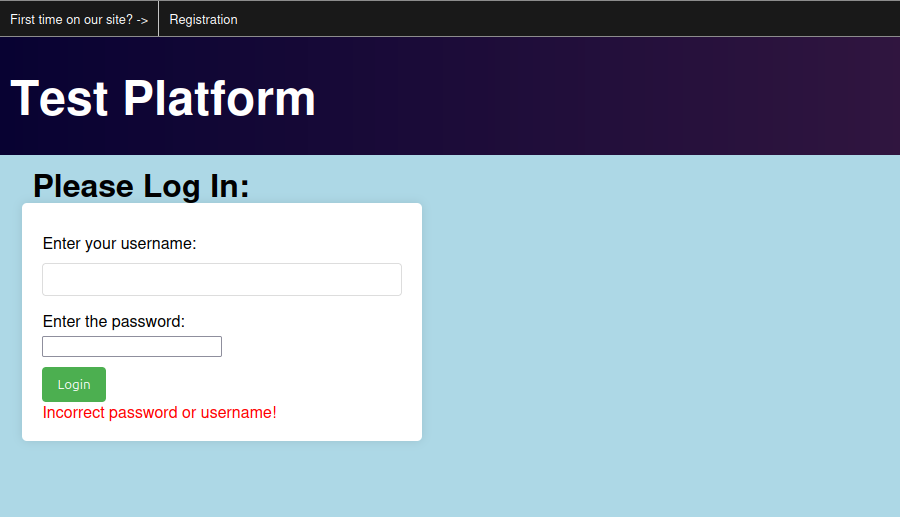 First time on our site? -> Registration
Test Platform
Please Log In:
Enter your username:
Enter the password:
Login
Incorrect password or username!